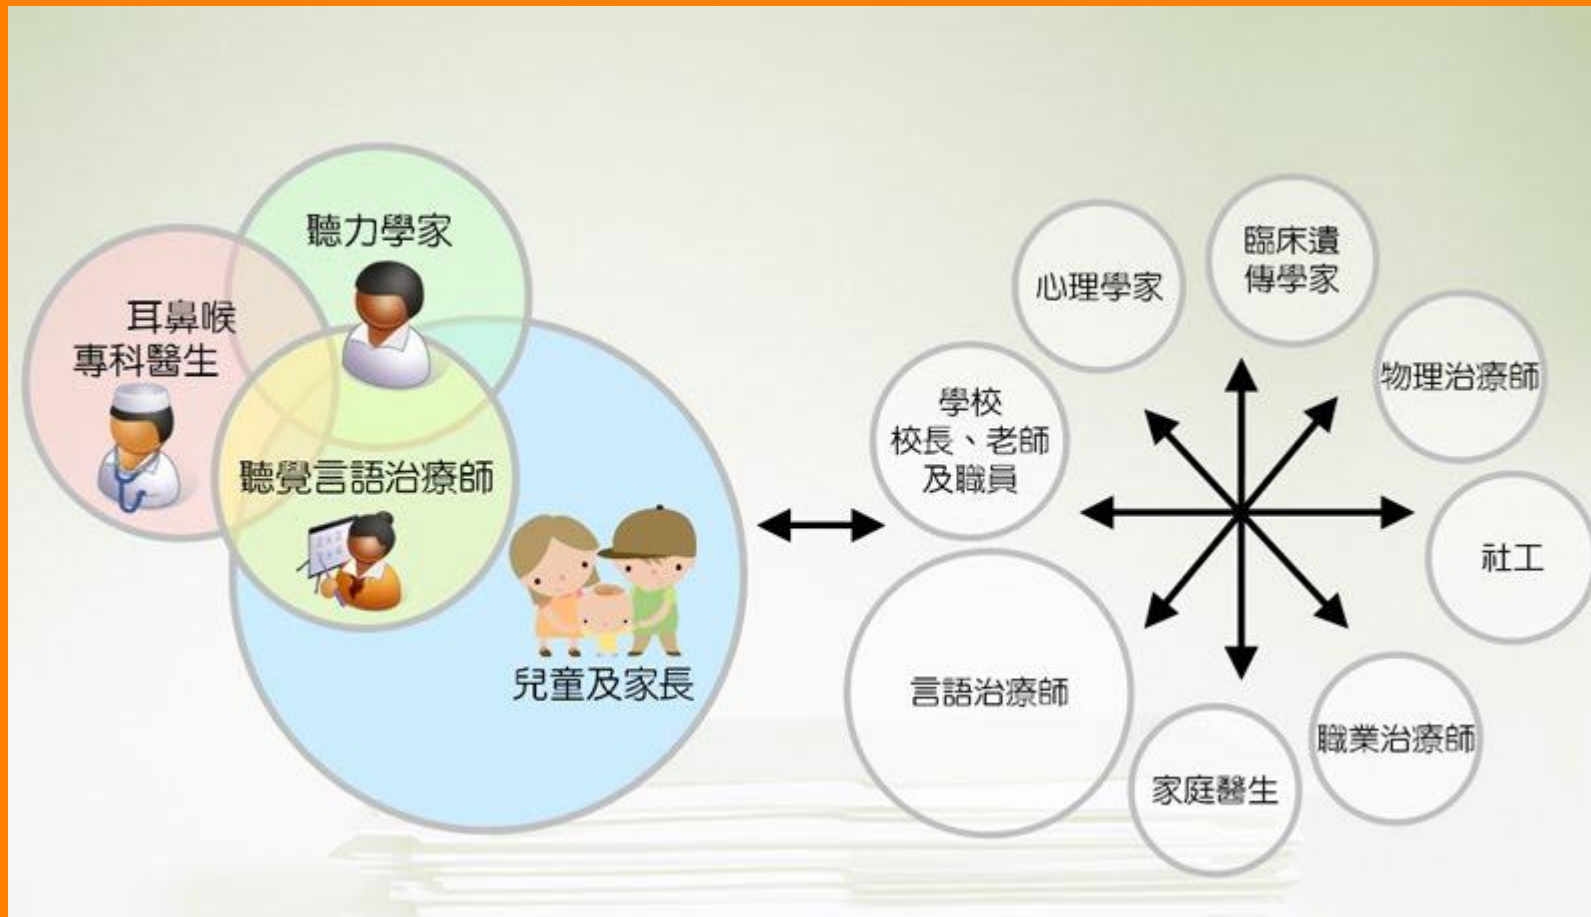 聽力學家
耳鼻喉
專科醫生
聽覺言語治療師
兒童及家長
心理學家
臨床遺
傳學家
物理治療師
學校
校長、老師
及職員
社工
言語治療師
職業治療師
家庭醫生